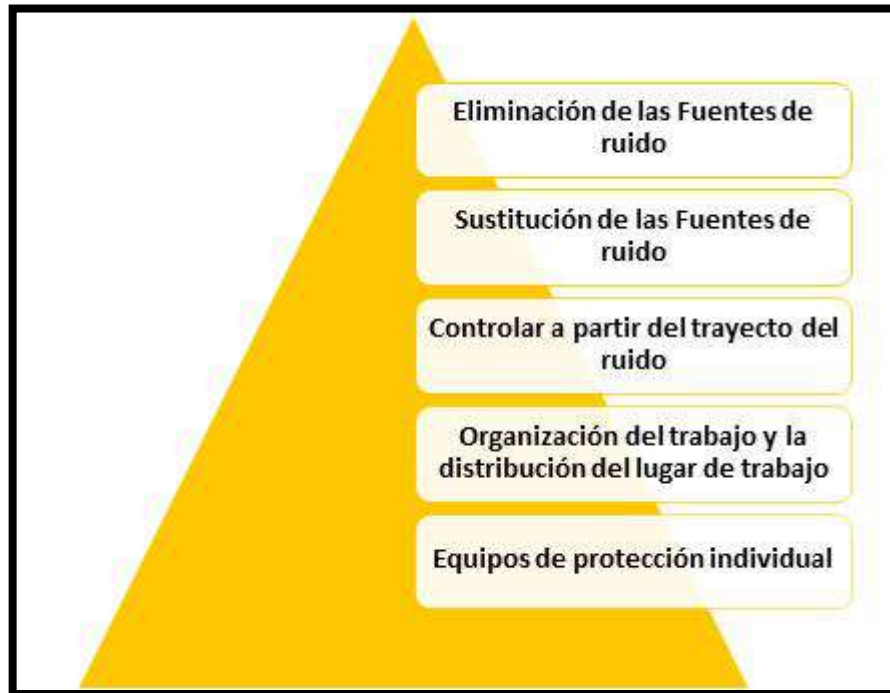 Eliminación de las Fuentes de
ruido
Sustitución de las Fuentes de
ruido
Controlar a partir del trayecto del
ruido
Organización del trabajo y la
distribución del lugar de trabajo
Equipos de protección individual